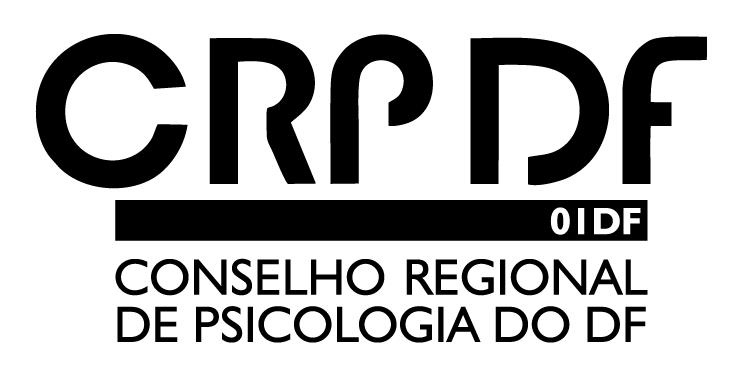 CRP DF
01DF
CONSELHO REGIONAL
DE PSICOLOGIA DO DF